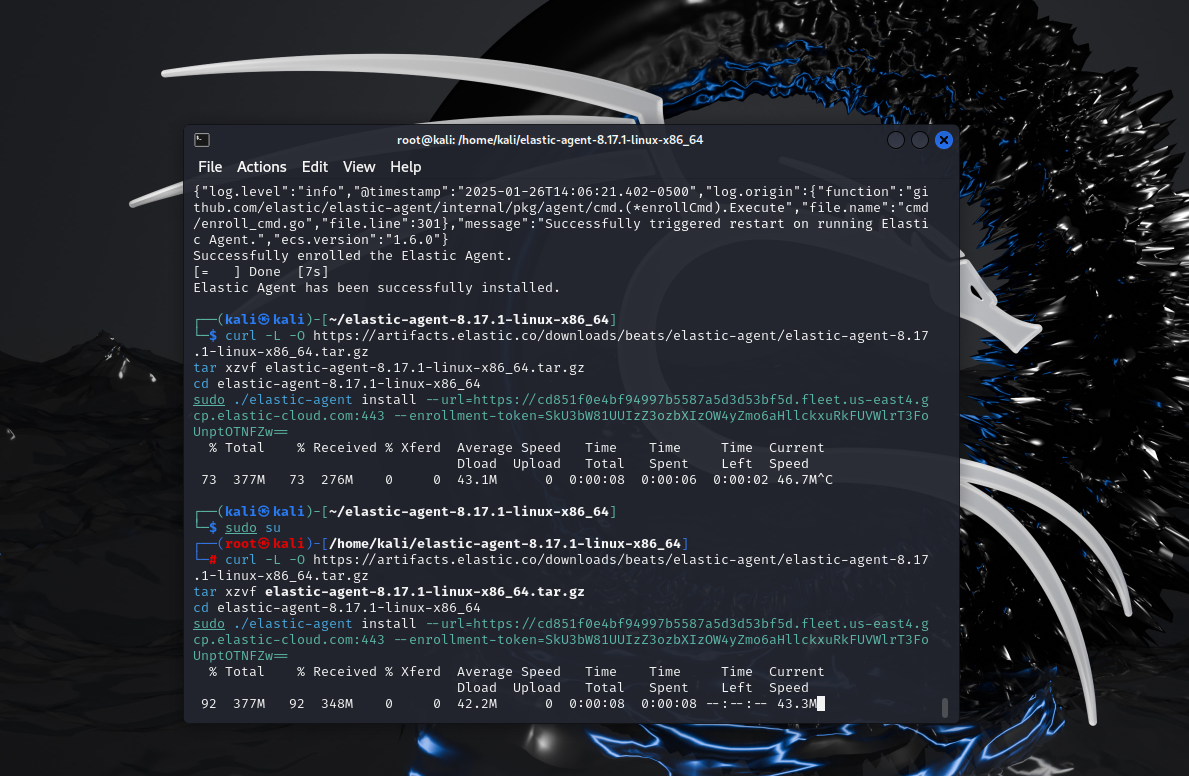 root@kali: /home/kali/elastic-agent-8.17.1-linux-x86_64
File Actions Edit View Help
{"log.level":"info","@timestamp":"2025-01-26T14:06:21.402-0500","log.origin":{"function":"gi
thub.com/elastic/elastic-agent/internal/pkg/agent/cmd.(*enrollCmd).Execute","file.name":"cmd
/enroll_cmd.go","file.line":301},"message":"Successfully triggered restart on running Elasti
c Agent.","ecs.version":"1.6.0"}
Successfully enrolled the Elastic Agent.
[=   ] Done  [7s]
Elastic Agent has been successfully installed.
┌──(kali㉿kali)-[~/elastic-agent-8.17.1-linux-x86_64]
└─$ curl -L -O https://artifacts.elastic.co/downloads/beats/elastic-agent/elastic-agent-8.17
.1-linux-x86_64.tar.gz
tar xzvf elastic-agent-8.17.1-linux-x86_64.tar.gz
cd elastic-agent-8.17.1-linux-x86_64
sudo ./elastic-agent install --url=https://cd851f0e4bf94997b5587a5d3d53bf5d.fleet.us-east4.g
cp.elastic-cloud.com:443 --enrollment-token=SkU3bW81UUIzZ3ozbXIzOW4yZmo6aHllckxuRkFUVWlrT3Fo
UnptOTNFZw==
  % Total    % Received % Xferd  Average Speed   Time    Time     Time  Current
                                 Dload  Upload   Total   Spent    Left  Speed
 73  377M   73  276M    0     0  43.1M      0  0:00:08  0:00:06  0:00:02 46.7M^C
┌──(kali㉿kali)-[~/elastic-agent-8.17.1-linux-x86_64]
└─$ sudo su
┌──(root㉿kali)-[/home/kali/elastic-agent-8.17.1-linux-x86_64]
└─# curl -L -O https://artifacts.elastic.co/downloads/beats/elastic-agent/elastic-agent-8.17
.1-linux-x86_64.tar.gz
tar xzvf elastic-agent-8.17.1-linux-x86_64.tar.gz
cd elastic-agent-8.17.1-linux-x86_64
sudo ./elastic-agent install --url=https://cd851f0e4bf94997b5587a5d3d53bf5d.fleet.us-east4.g
cp.elastic-cloud.com:443 --enrollment-token=SkU3bW81UUIzZ3ozbXIzOW4yZmo6aHllckxuRkFUVWlrT3Fo
UnptOTNFZw==
  % Total    % Received % Xferd  Average Speed   Time    Time     Time  Current
                                 Dload  Upload   Total   Spent    Left  Speed
 92  377M   92  348M    0     0  42.2M      0  0:00:08  0:00:08 --:--:-- 43.3M